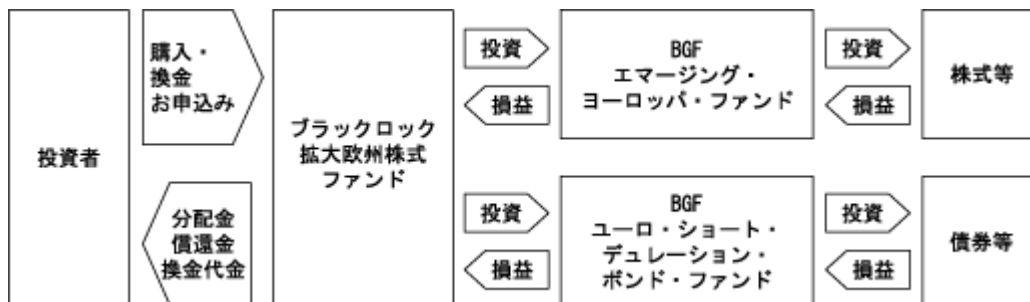 投資者
購入・
換金
お申込み
分配金
償還金
換金代金
ブラックロック
拡大欧州株式
ファンド
投資
損益
BGF
エマージング・
ヨーロッパ・ファンド
投資
損益
株式等
投資
損益
BGF
ユーロ・ショート・
デュレーション・
ボンド・ファンド
投資
損益
債券等